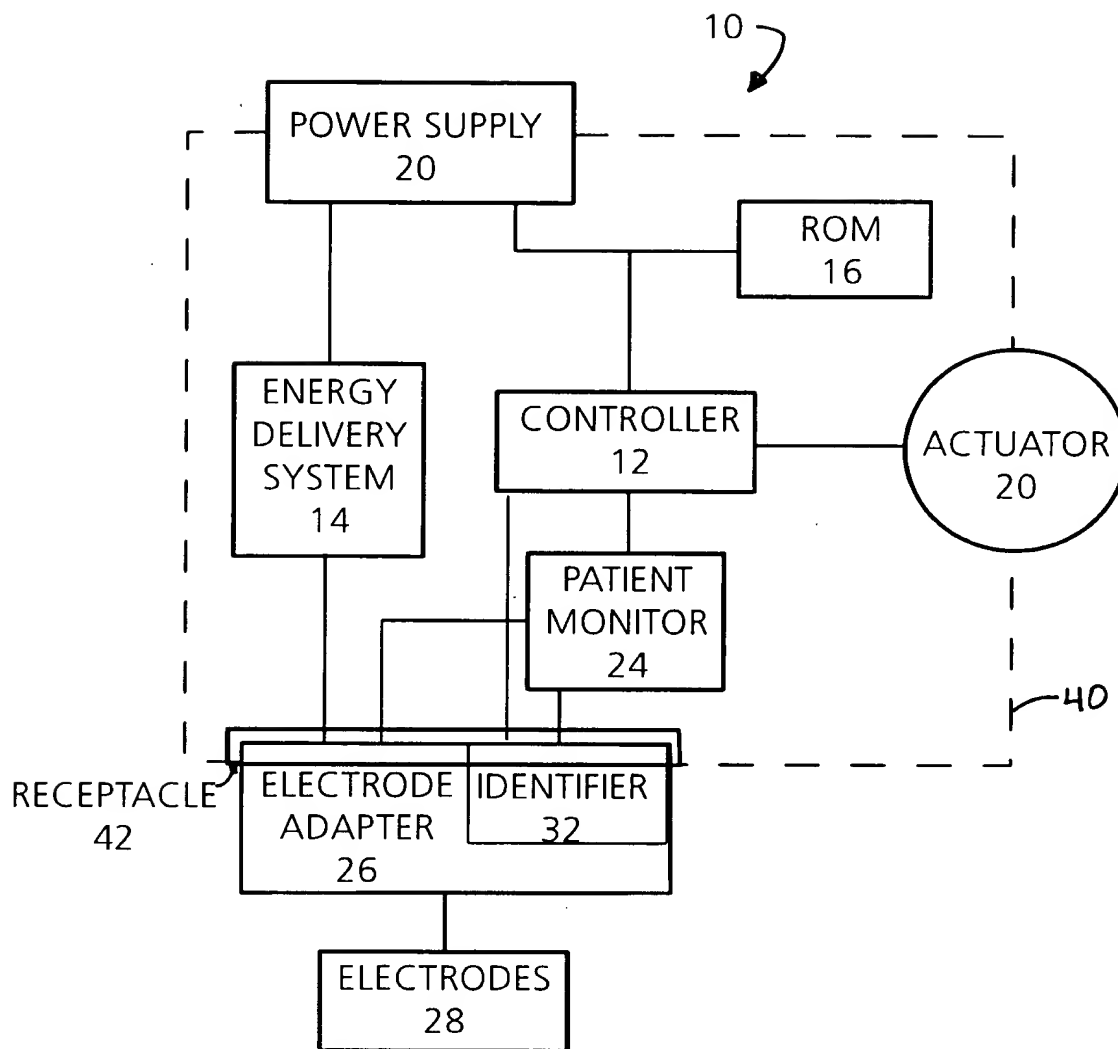 10
POWER SUPPLY
20
ROM
16
ENERGY
DELIVERY
SYSTEM
14
CONTROLLER
12
ACTUATOR
20
PATIENT
MONITOR
24
40
RECEPTACLE
42
ELECTRODE
ADAPTER
26
IDENTIFIER
32
ELECTRODES
28